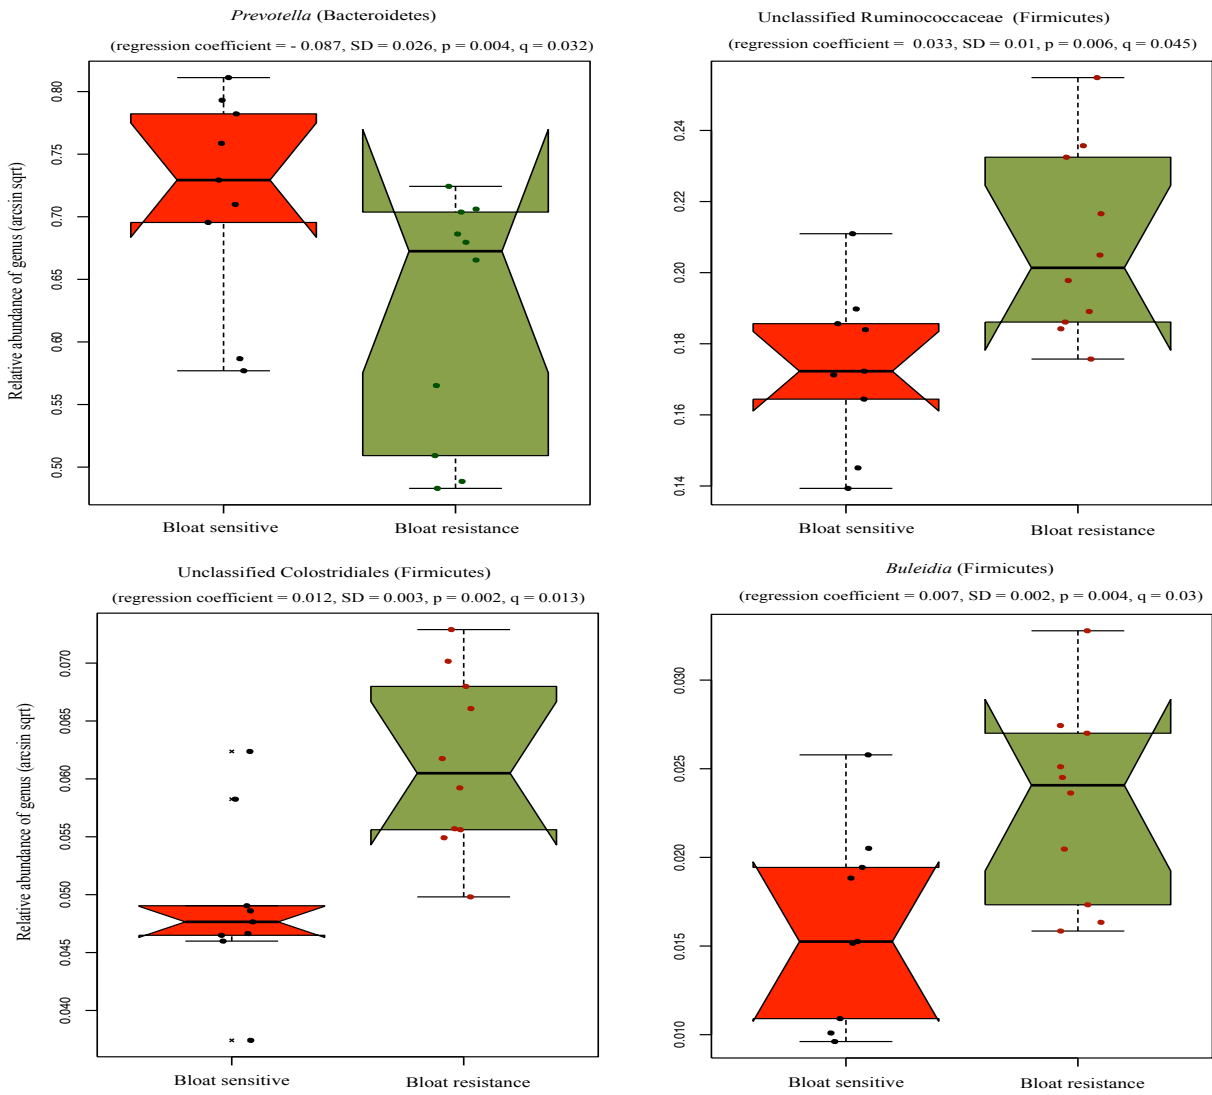 Prevotella (Bacteroidetes)
(regression coefficient = - 0.087, SD = 0.026, p = 0.004, q = 0.032)
Relative abundance of genus (arcsin sqrt)
0.80
0.75
0.70
0.65
0.60
0.55
0.50
Bloat sensitive
Bloat resistance
Unclassified Ruminococcaceae (Firmicutes)
(regression coefficient = 0.033, SD = 0.01, p = 0.006, q = 0.045)
0.24
0.22
0.20
0.18
0.16
0.14
Bloat sensitive
Bloat resistance
Unclassified Colostridiales (Firmicutes)
(regression coefficient = 0.012, SD = 0.003, p = 0.002, q = 0.013)
Relative abundance of genus (arcsin sqrt)
0.070
0.065
0.060
0.055
0.050
0.045
0.040
Bloat sensitive
Bloat resistance
Buleidia (Firmicutes)
(regression coefficient = 0.007, SD = 0.002, p = 0.004, q = 0.03)
0.030
0.025
0.020
0.015
0.010
Bloat sensitive
Bloat resistance